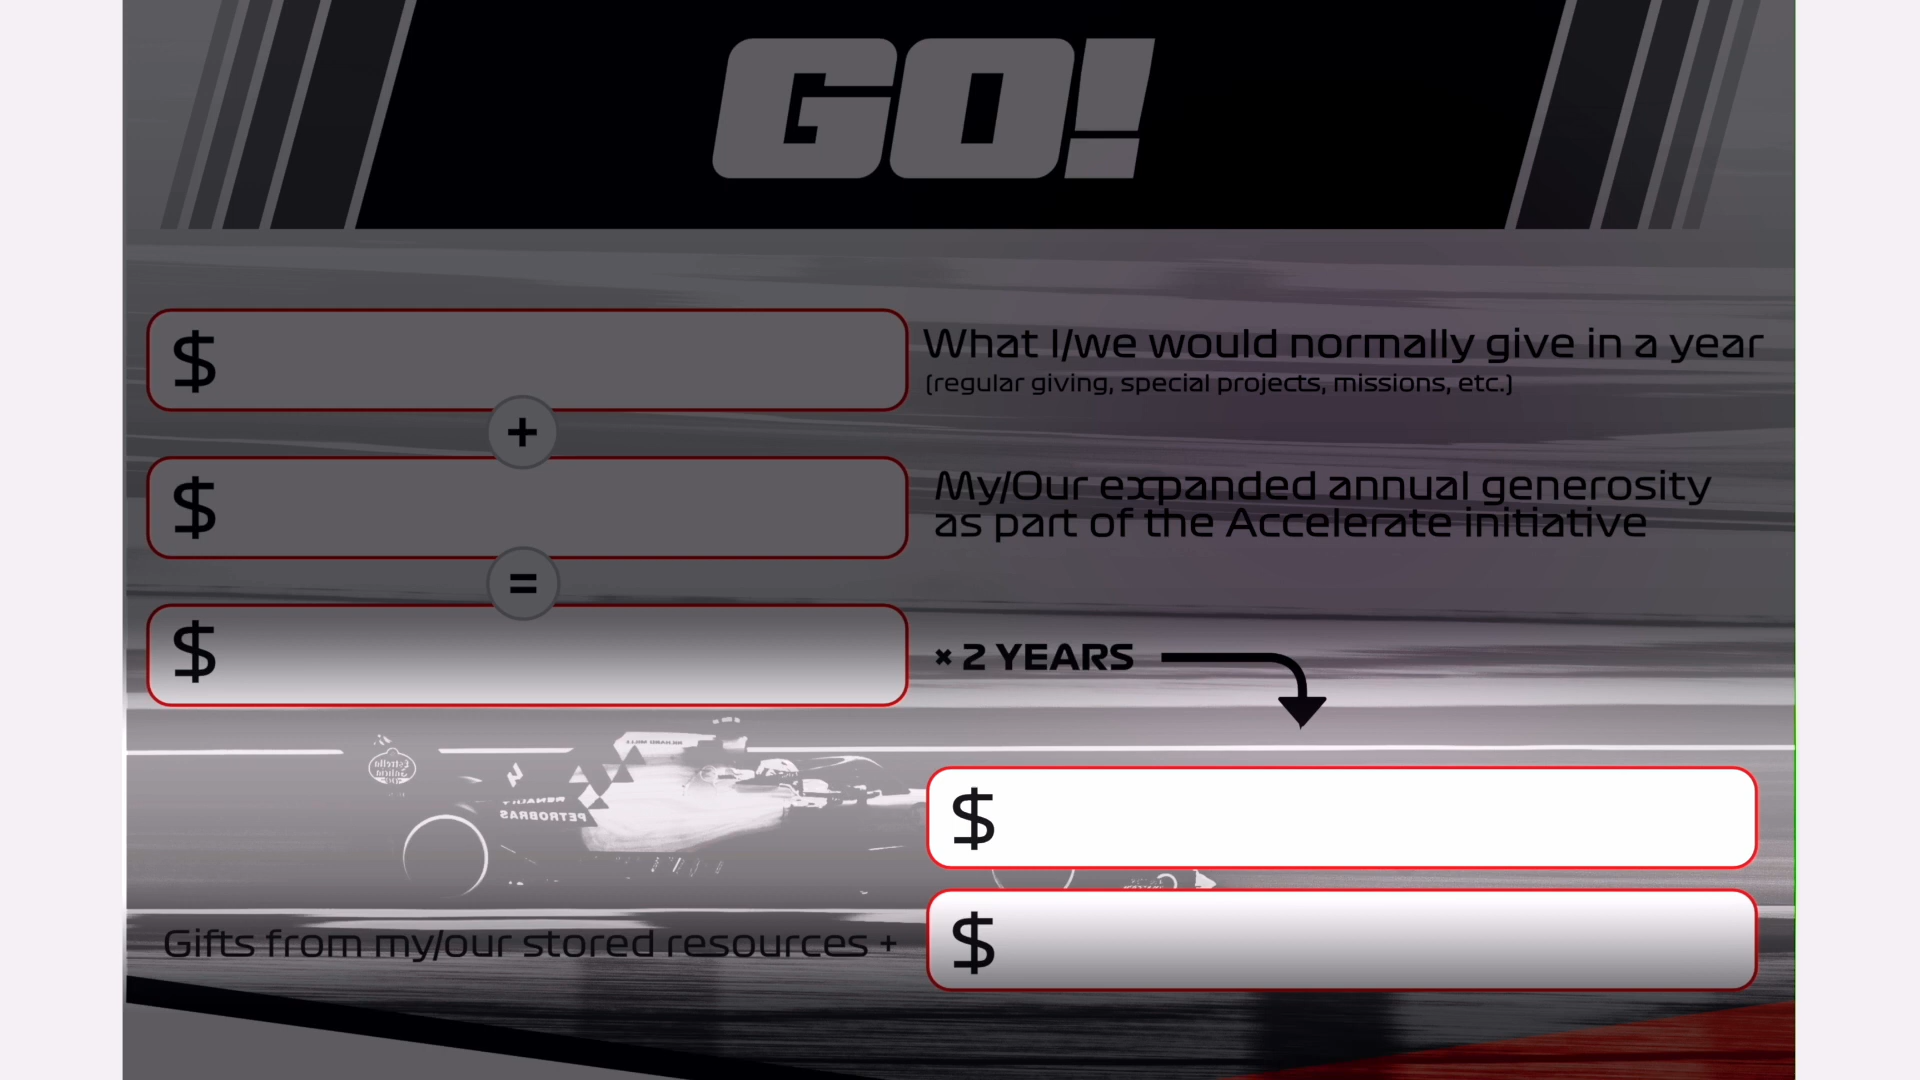 GO!
$
What I/we would normally give in a year
(regular giving, special projects, missions, etc.)
+
$
My/Our expanded annual generosity
as part of the Accelerate initiative
=
$
× 2 YEARS
$
Gifts from my/our stored resources +
$
PETROBRAS